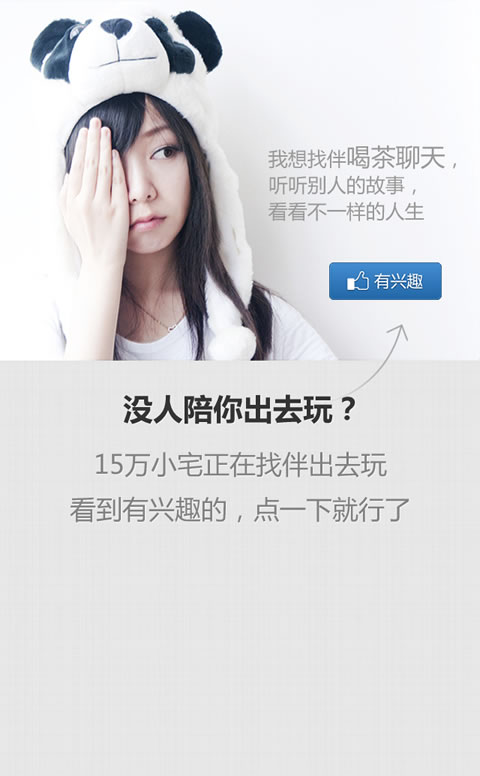 我想找伴喝茶聊天，
听听别人的故事，
看看不一样的人生
有兴趣
没人陪你出去玩？
15万小宅正在找伴出去玩
看到有兴趣的，点一下就行了